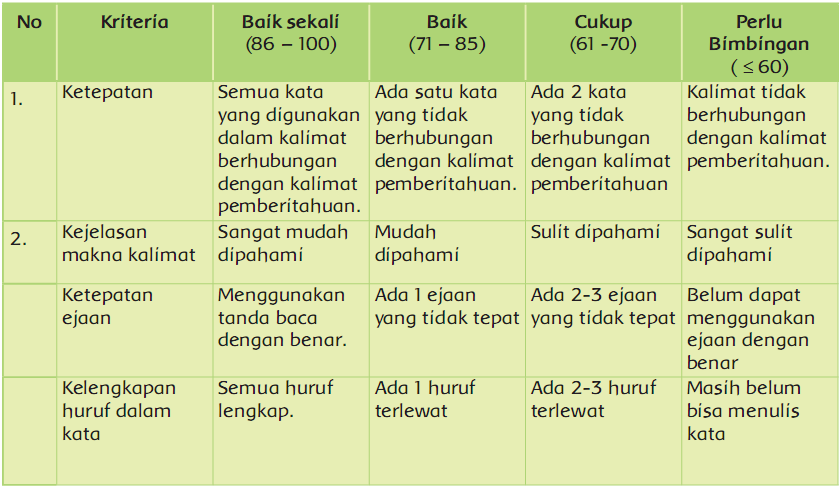 No Kriteria Baik sekali Baik Cukup Perlu
(86 – 100) (71 – 85) (61 -70) Bimbingan
( ≤ 60)
1. Ketepatan Semua kata Ada satu kata Ada 2 kata Kalimat tidak
yang digunakan yang tidak yang tidak berhubungan
dalam kalimat berhubungan berhubungan dengan kalimat
berhubungan dengan kalimat dengan kalimat pemberitahuan.
dengan kalimat pemberitahuan. pemberitahuan
pemberitahuan.
2. Kejelasan Sangat mudah Mudah Sulit dipahami Sangat sulit
makna kalimat dipahami dipahami dipahami
Ketepatan Menggunakan Ada 1 ejaan Ada 2-3 ejaan Belum dapat
ejaan tanda baca yang tidak tepat yang tidak tepat menggunakan
dengan benar. ejaan dengan
benar
Kelengkapan Semua huruf Ada 1 huruf Ada 2-3 huruf Masih belum
huruf dalam lengkap. terlewat terlewat bisa menulis
kata kata